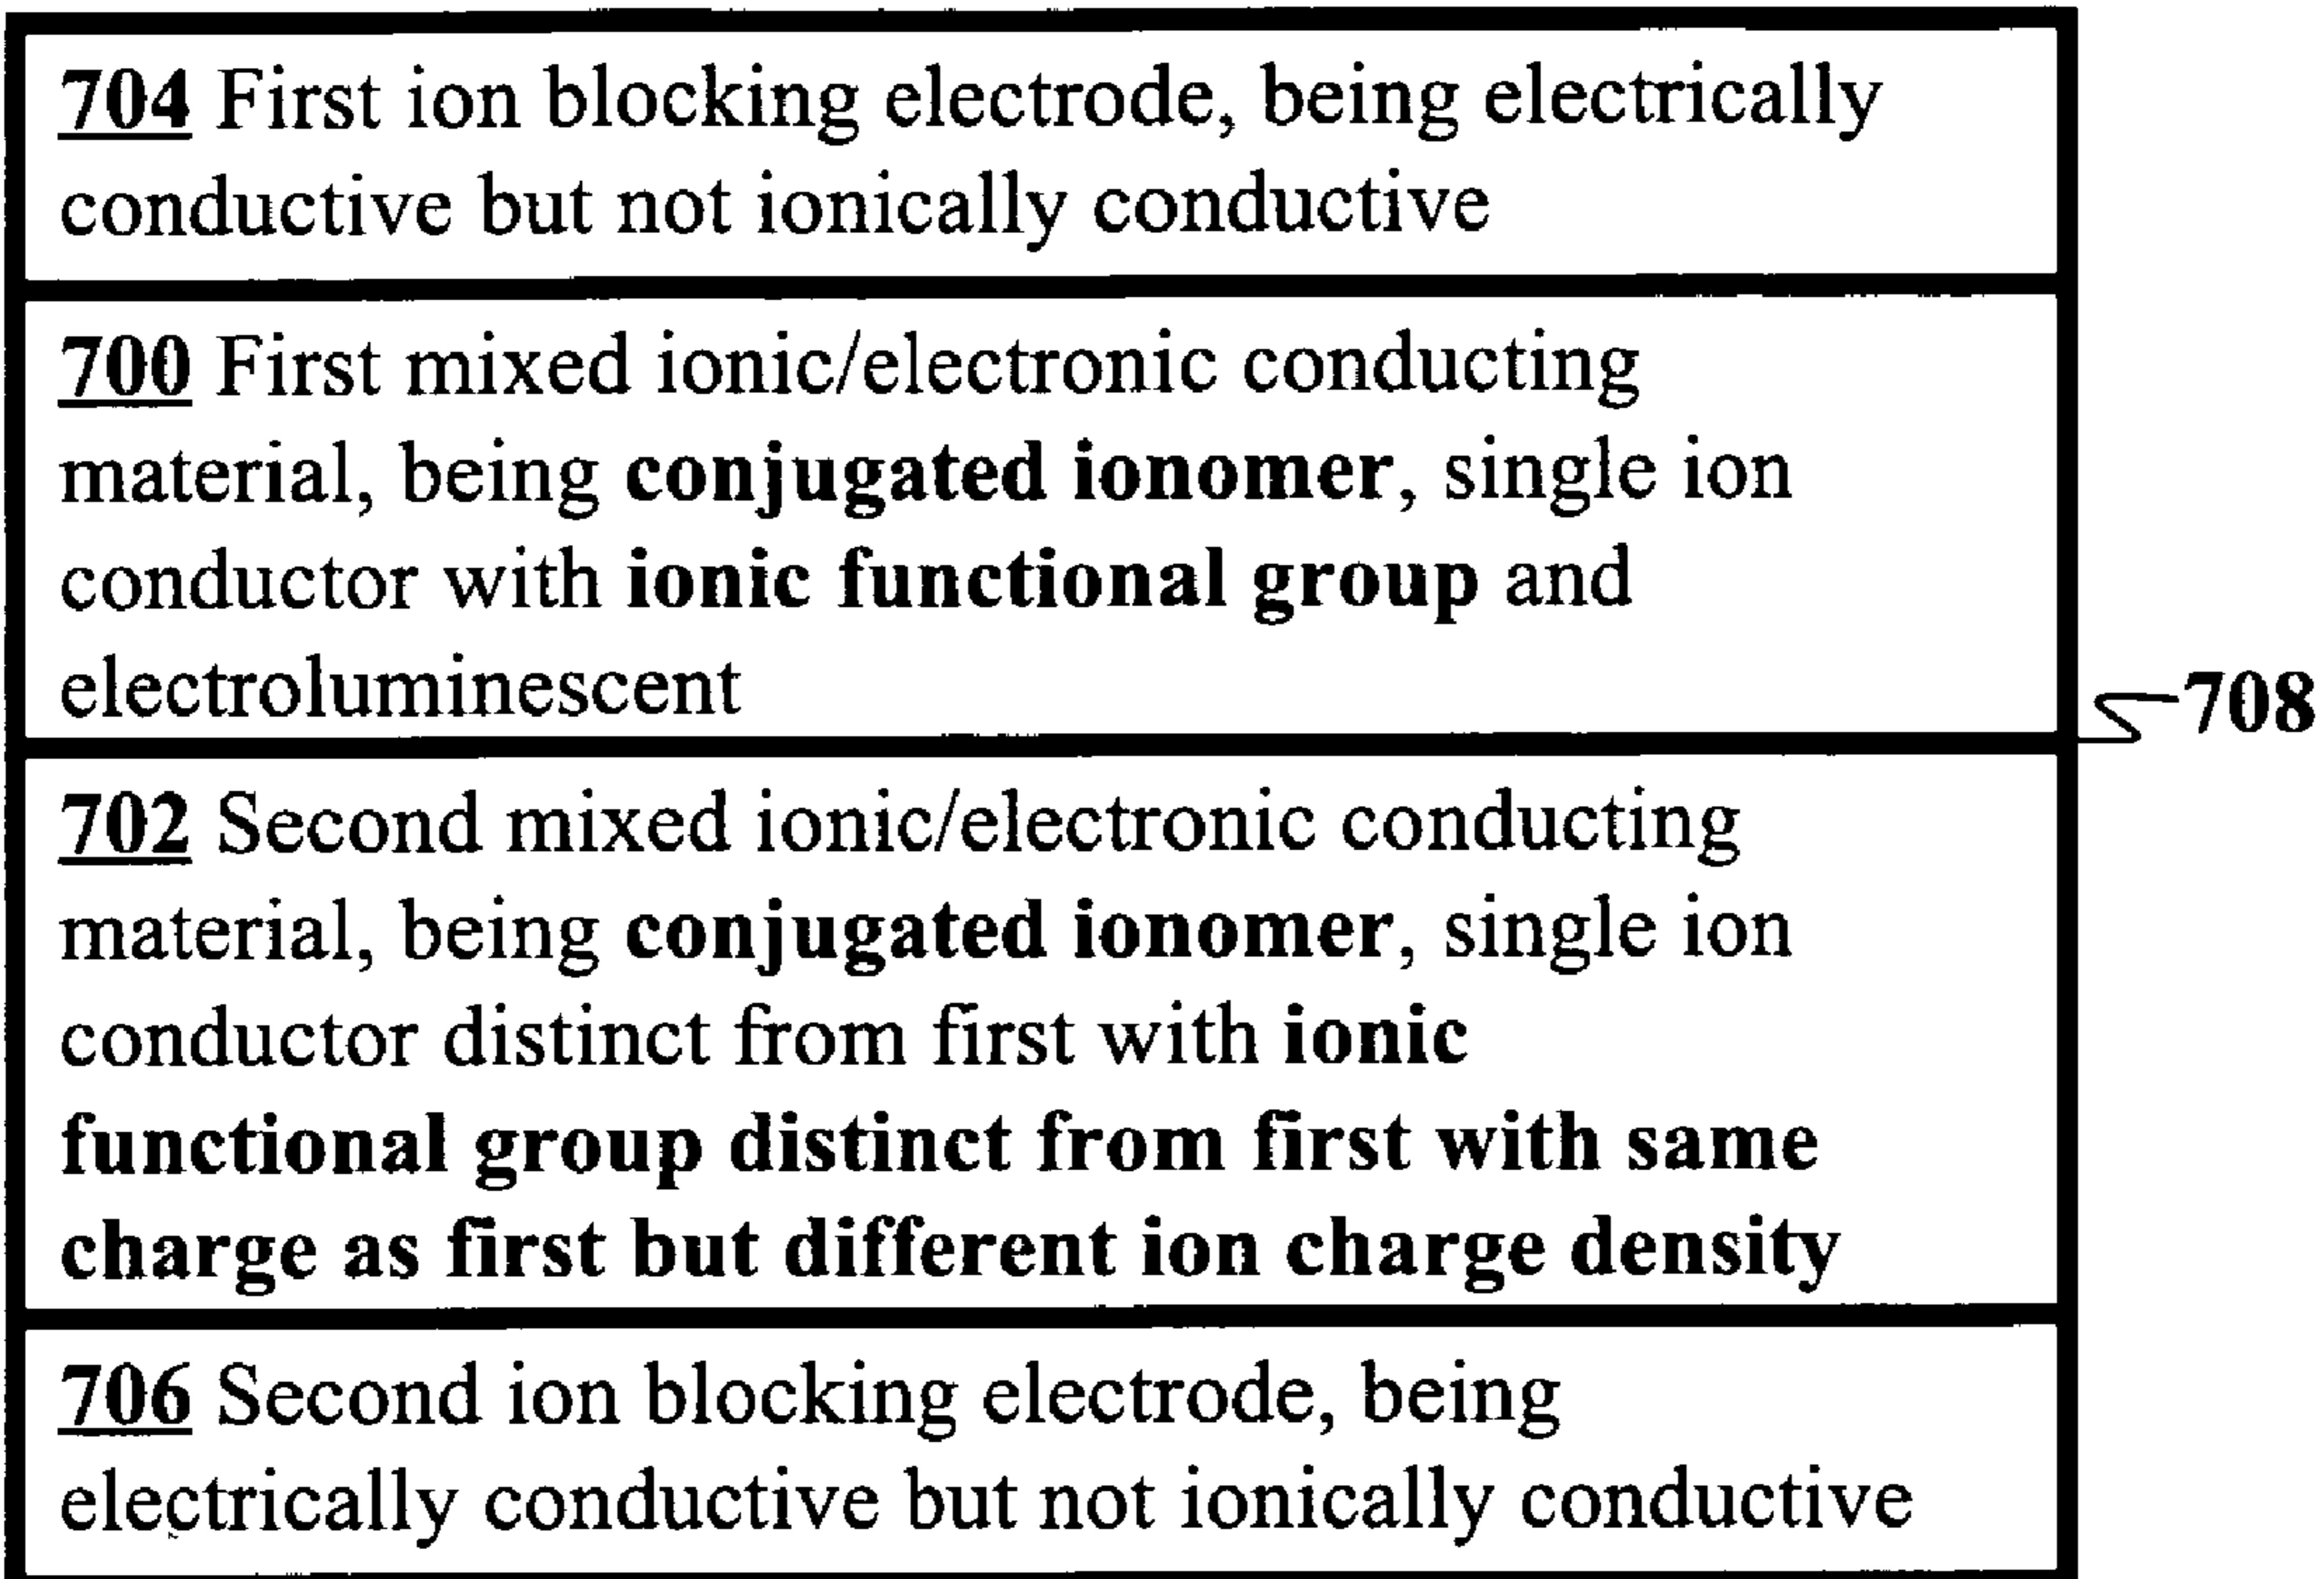 704 First ion blocking electrode, being electrically
conductive but not ionically conductive
700 First mixed ionic/electronic conducting
material, being conjugated ionomer, single ion
conductor with ionic functional group and
electroluminescent
708
702 Second mixed ionic/electronic conducting
material, being conjugated ionomer, single ion
conductor distinct from first with ionic
functional group distinct from first with same
charge as first but different ion charge density
706 Second ion blocking electrode, being
electrically conductive but not ionically conductive